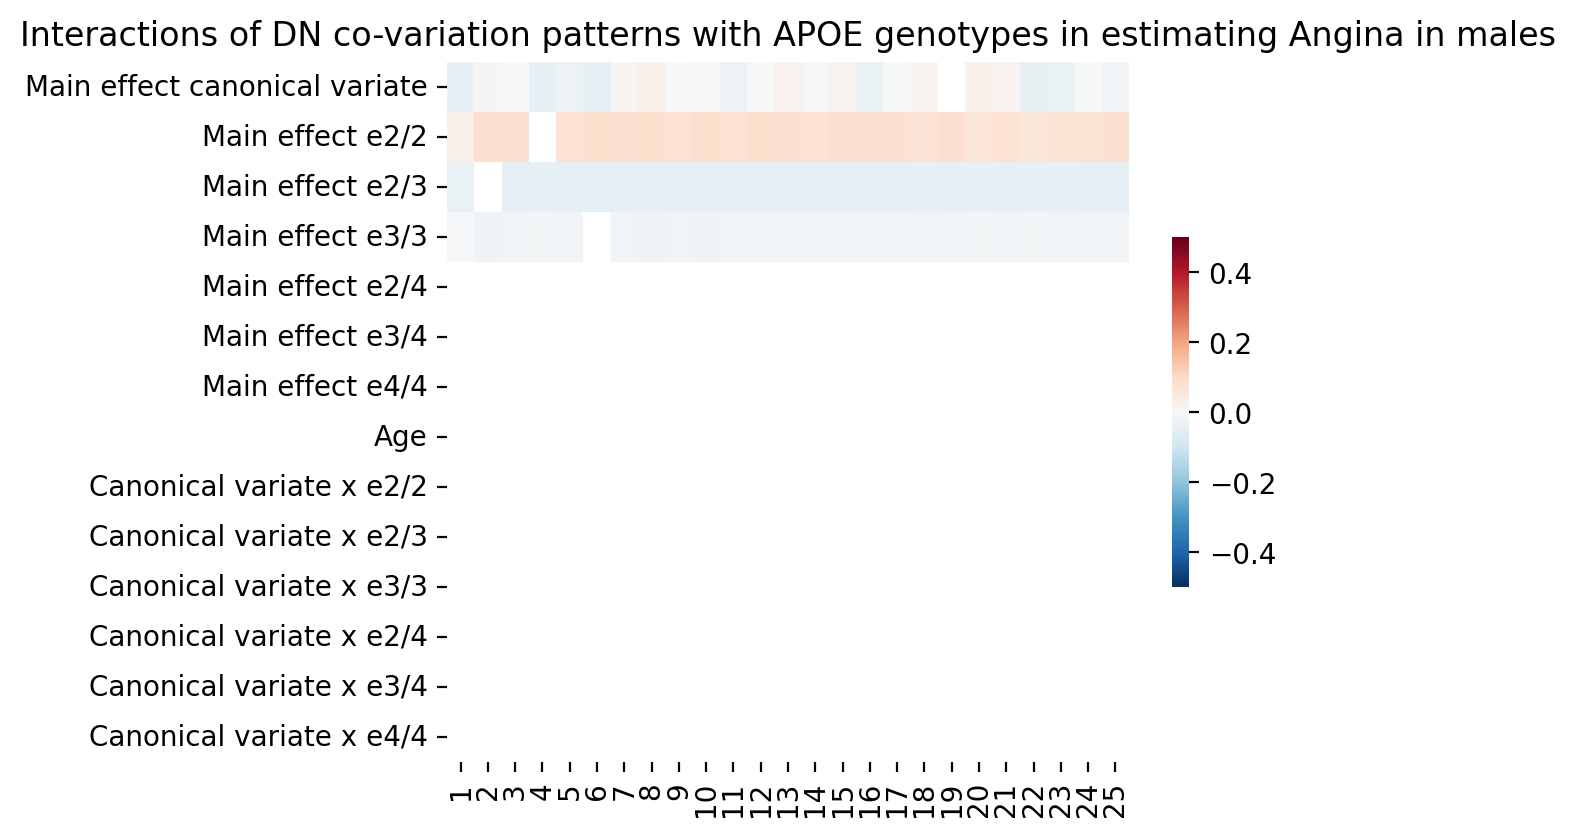 Interactions of DN co-variation patterns with APOE genotypes in estimating Angina in males
Main effect canonical variate
Main effect e2/2
Main effect e2/3
Main effect e3/3
Main effect e2/4
Main effect e3/4
Main effect e4/4
Age
Canonical variate x e2/2
Canonical variate x e2/3
Canonical variate x e3/3
Canonical variate x e2/4
Canonical variate x e3/4
Canonical variate x e4/4
1 2 3 4 5 6 7 8 9 10 11 12 13 14 15 16 17 18 19 20 21 22 23 24 25
0.4
0.2
0.0
−0.2
−0.4